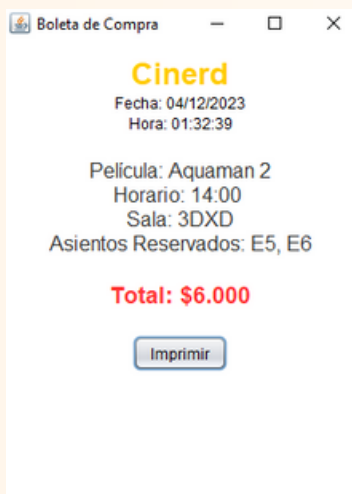 Boleta de Compra
Cinerd
Fecha: 04/12/2023
Hora: 01:32:39
Película: Aquaman 2
Horario: 14:00
Sala: 3DXD
Asientos Reservados: E5, E6
Total: $6.000
Imprimir